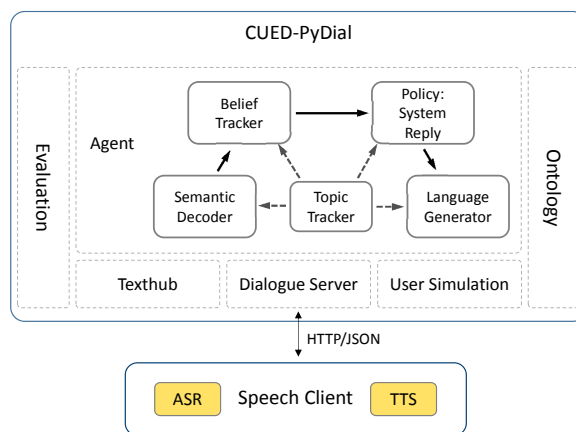 CUED-PyDial
Evaluation
Agent
Belief
Tracker
Policy:
System
Reply
Semantic
Decoder
Topic
Tracker
Language
Generator
Ontology
Texthub
Dialogue Server
User Simulation
HTTP/JSON
ASR
Speech Client
TTS